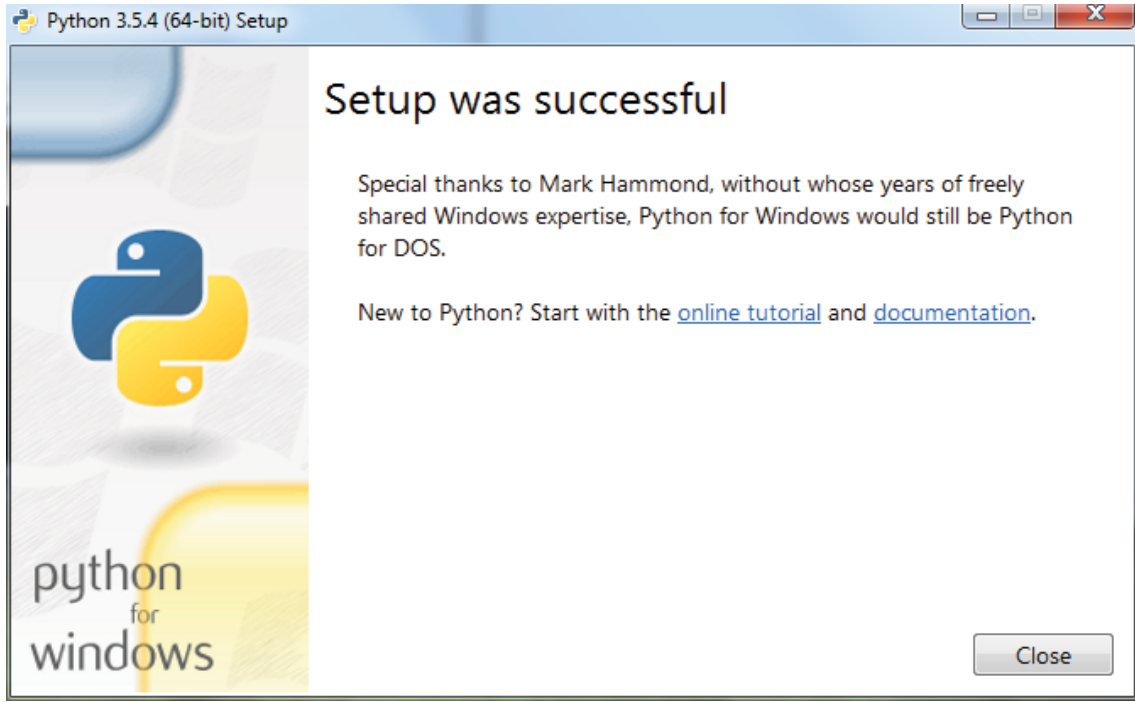 Python 3.5.4 (64-bit) Setup
Setup was successful
Special thanks to Mark Hammond, without whose years of freely
shared Windows expertise, Python for Windows would still be Python
for DOS.
New to Python? Start with the online tutorial and documentation.
python
for
windows
Close